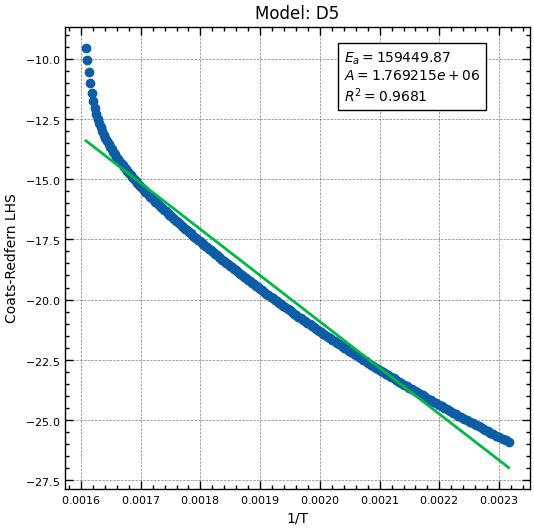 Model: D5
Eₐ = 159449.87
A = 1.769215e + 06
R² = 0.9681
Coats-Redfern LHS
−10.0
−12.5
−15.0
−17.5
−20.0
−22.5
−25.0
−27.5
0.0016 0.0017 0.0018 0.0019 0.0020 0.0021 0.0022 0.0023
1/T